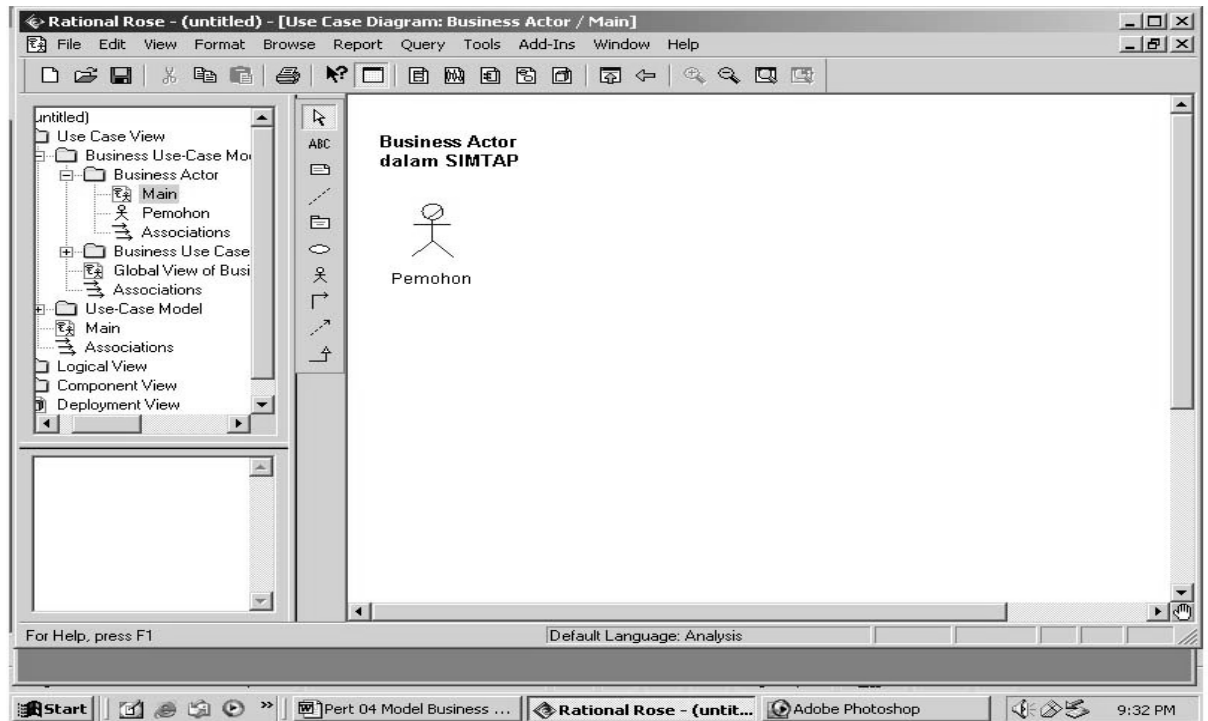 Rational Rose - (untitled) - [Use Case Diagram: Business Actor / Main]
File Edit View Format Browse Report Query Tools Add-Ins Window Help
untitled)
Use Case View
Business Use-Case Mo
Business Actor
Main
Pemohon
Associations
Business Use Case
Global View of Busi
Associations
Use-Case Model
Main
Associations
Logical View
Component View
Deployment View
ABC
Business Actor
dalam SIMTAP
Pemohon
For Help, press F1
Default Language: Analysis
Start
Pert 04 Model Business ...
Rational Rose - (untit...
Adobe Photoshop
9:32 PM